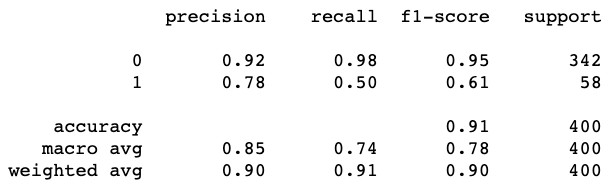 precision recall f1-score support
0 0.92 0.98 0.95 342
1 0.78 0.50 0.61 58
accuracy 0.91 400
macro avg 0.85 0.74 0.78 400
weighted avg 0.90 0.91 0.90 400